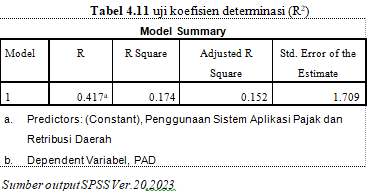 Tabel 4.11 uji koefisien determinasi (R²)
Model Summary
Model R R Square Adjusted R Square Std. Error of the Estimate
1 0.417ᵃ 0.174 0.152 1.709
a. Predictors: (Constant), Penggunaan Sistem Aplikasi Pajak dan
Retribusi Daerah
b. Dependent Variabel, PAD
Sumber output SPSS Ver.20,2023